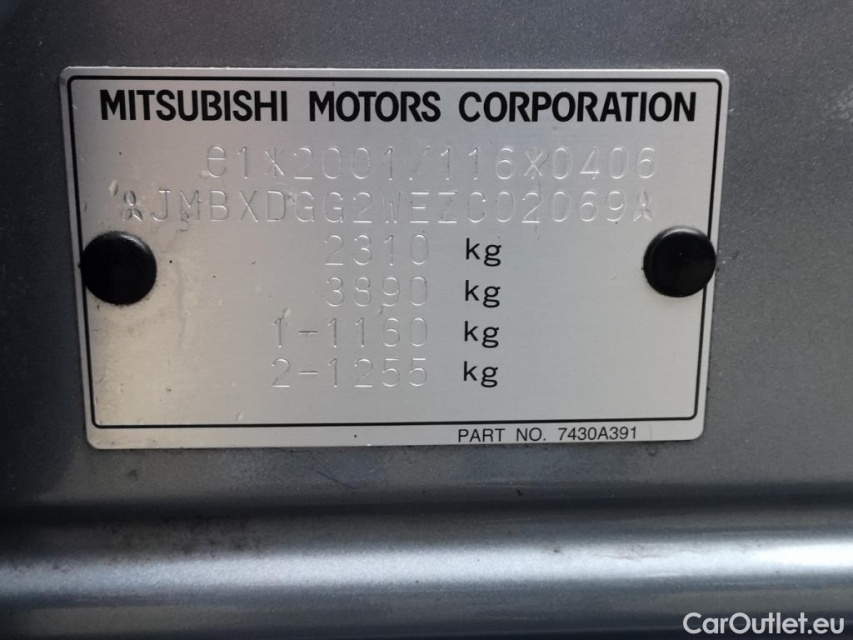 MITSUBISHI MOTORS CORPORATION
e1*2001/116*0406
*JMBXDGG2WEZC02069*
2310 kg
3890 kg
1-1160 kg
2-1255 kg
PART NO. 7430A391
CarOutlet.eu